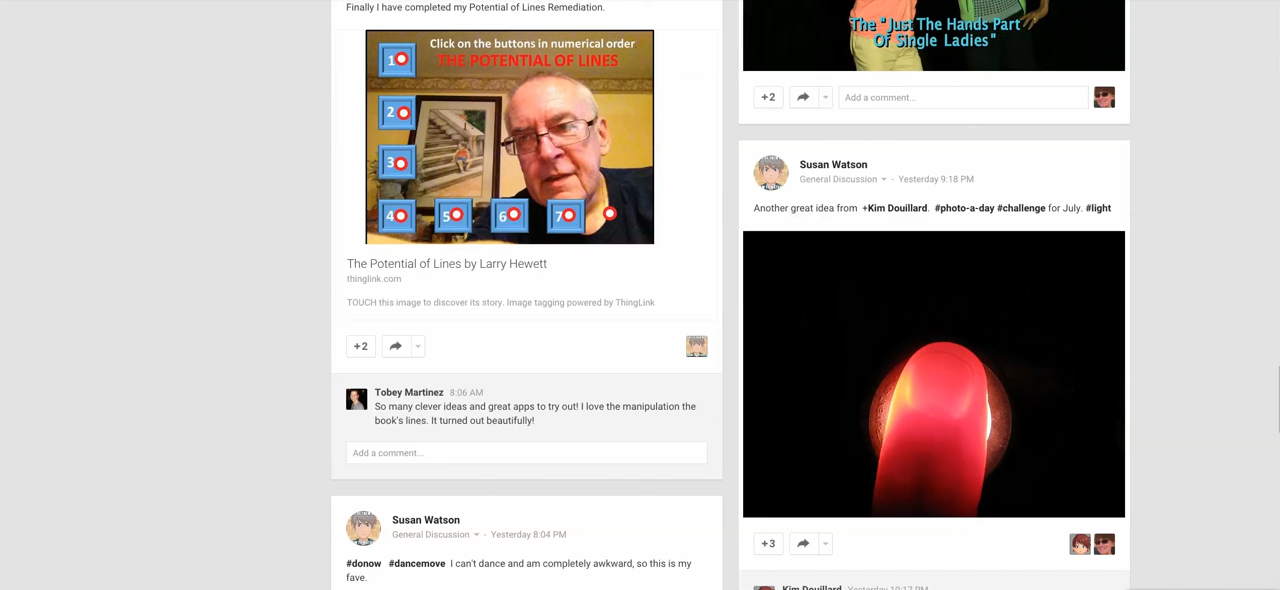 Finally I have completed my Potential of Lines Remediation.
Click on the buttons in numerical order
THE POTENTIAL OF LINES
1
2
3
4 5 6 7
The Potential of Lines by Larry Hewett
thinglink.com
TOUCH this image to discover its story. Image tagging powered by ThingLink
+2
Tobey Martinez 8:06 AM
So many clever ideas and great apps to try out! I love the manipulation the
book's lines. It turned out beautifully!
Add a comment...
Susan Watson
General Discussion - Yesterday 8:04 PM
#donow #dancemove I can't dance and am completely awkward, so this is my
fave.
The "Just The Hands Part
Of Single Ladies"
+2 Add a comment...
Susan Watson
General Discussion - Yesterday 9:18 PM
Another great idea from +Kim Douillard. #photo-a-day #challenge for July. #light
+3
Kim Douillard Yesterday 10:17 PM